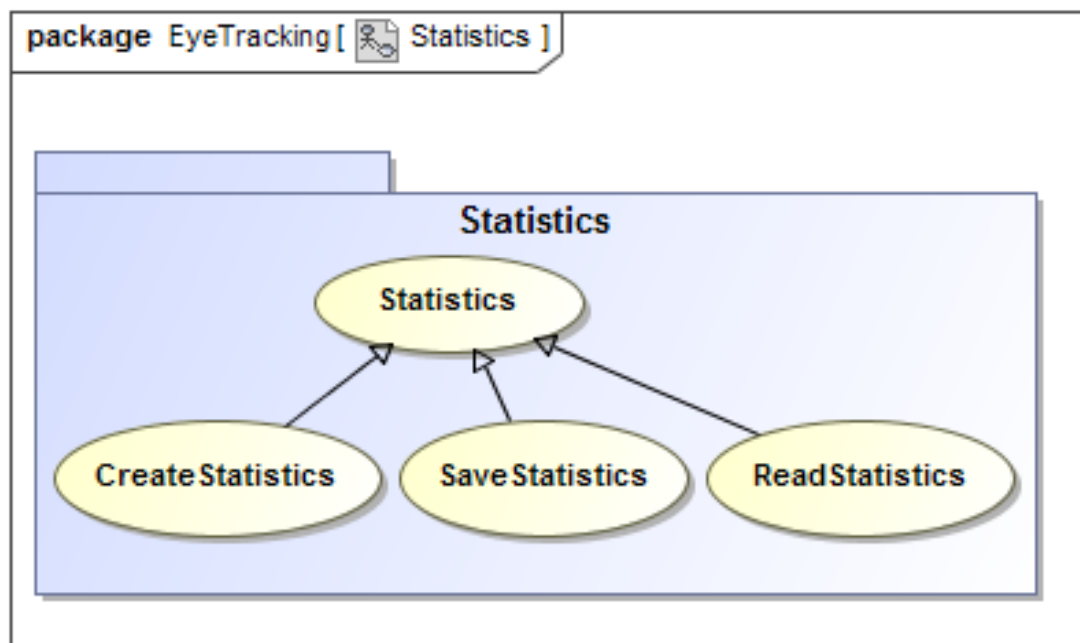 package EyeTracking[ Statistics ]
Statistics
Statistics
CreateStatistics
SaveStatistics
ReadStatistics